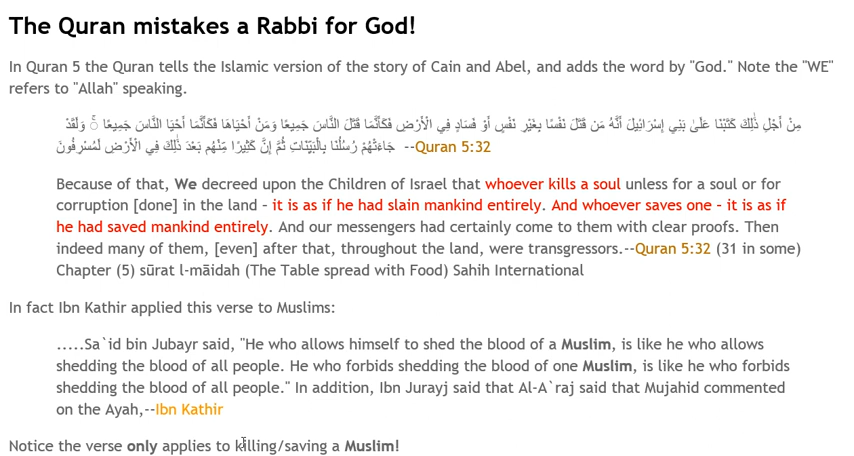 The Quran mistakes a Rabbi for God!
In Quran 5 the Quran tells the Islamic version of the story of Cain and Abel, and adds the word by "God." Note the "WE"
refers to "Allah" speaking.
مِنْ أَجْلِ ذَٰلِكَ كَتَبْنَا عَلَىٰ بَنِي إِسْرَائِيلَ أَنَّهُ مَن قَتَلَ نَفْسًا بِغَيْرِ نَفْسٍ أَوْ فَسَادٍ فِي الْأَرْضِ فَكَأَنَّمَا قَتَلَ النَّاسَ جَمِيعًا وَمَنْ أَحْيَاهَا فَكَأَنَّمَا أَحْيَا النَّاسَ جَمِيعًا ۚ وَلَقَدْ
جَاءَتْهُمْ رُسُلُنَا بِالْبَيِّنَاتِ ثُمَّ إِنَّ كَثِيرًا مِّنْهُم بَعْدَ ذَٰلِكَ فِي الْأَرْضِ لَمُسْرِفُونَ --Quran 5:32
Because of that, We decreed upon the Children of Israel that whoever kills a soul unless for a soul or for
corruption [done] in the land – it is as if he had slain mankind entirely. And whoever saves one – it is as if
he had saved mankind entirely. And our messengers had certainly come to them with clear proofs. Then
indeed many of them, [even] after that, throughout the land, were transgressors.--Quran 5:32 (31 in some)
Chapter (5) sūrat l-māidah (The Table spread with Food) Sahih International
In fact Ibn Kathir applied this verse to Muslims:
.....Sa`id bin Jubayr said, "He who allows himself to shed the blood of a Muslim, is like he who allows
shedding the blood of all people. He who forbids shedding the blood of one Muslim, is like he who forbids
shedding the blood of all people." In addition, Ibn Jurayj said that Al-A`raj said that Mujahid commented
on the Ayah,--Ibn Kathir
Notice the verse only applies to killing/saving a Muslim!